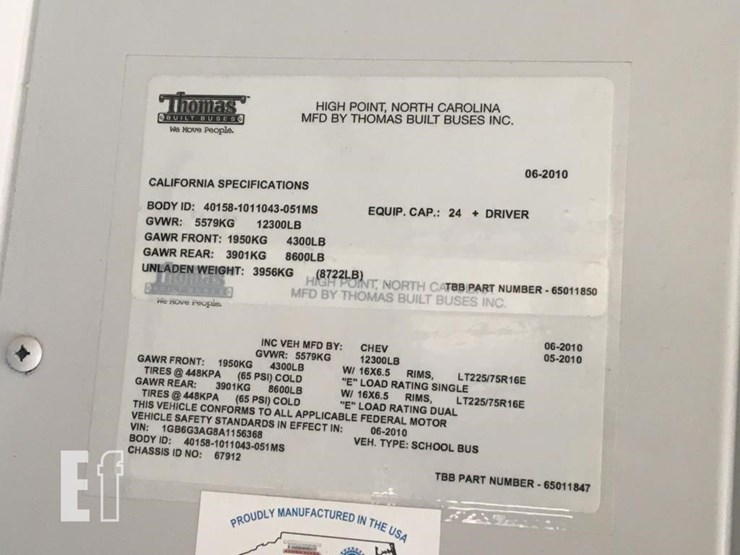 Thomas
BUILT BUSES
We Move People.
HIGH POINT, NORTH CAROLINA
MFD BY THOMAS BUILT BUSES INC.
06-2010
CALIFORNIA SPECIFICATIONS
BODY ID: 40158-1011043-051MS EQUIP. CAP.: 24 + DRIVER
GVWR: 5579KG 12300LB
GAWR FRONT: 1950KG 4300LB
GAWR REAR: 3901KG 8600LB
UNLADEN WEIGHT: 3956KG (8722LB)
TBB PART NUMBER - 65011850
Thomas
BUILT BUSES
We Move People.
HIGH POINT, NORTH
MFD BY THOMAS BUILT BUSES INC.
INC VEH MFD BY: CHEV 06-2010
GVWR: 5579KG 12300LB 05-2010
GAWR FRONT: 1950KG 4300LB W/ 16X6.5 RIMS, LT225/75R16E
TIRES @ 448KPA (65 PSI) COLD "E" LOAD RATING SINGLE
GAWR REAR: 3901KG 8600LB W/ 16X6.5 RIMS, LT225/75R16E
TIRES @ 448KPA (65 PSI) COLD "E" LOAD RATING DUAL
THIS VEHICLE CONFORMS TO ALL APPLICABLE FEDERAL MOTOR
VEHICLE SAFETY STANDARDS IN EFFECT IN: 06-2010
VIN: 1GB6G3AG8A1156368
BODY ID: 40158-1011043-051MS VEH. TYPE: SCHOOL BUS
CHASSIS ID NO: 67912
TBB PART NUMBER - 65011847
PROUDLY MANUFACTURED IN THE USA
Ef